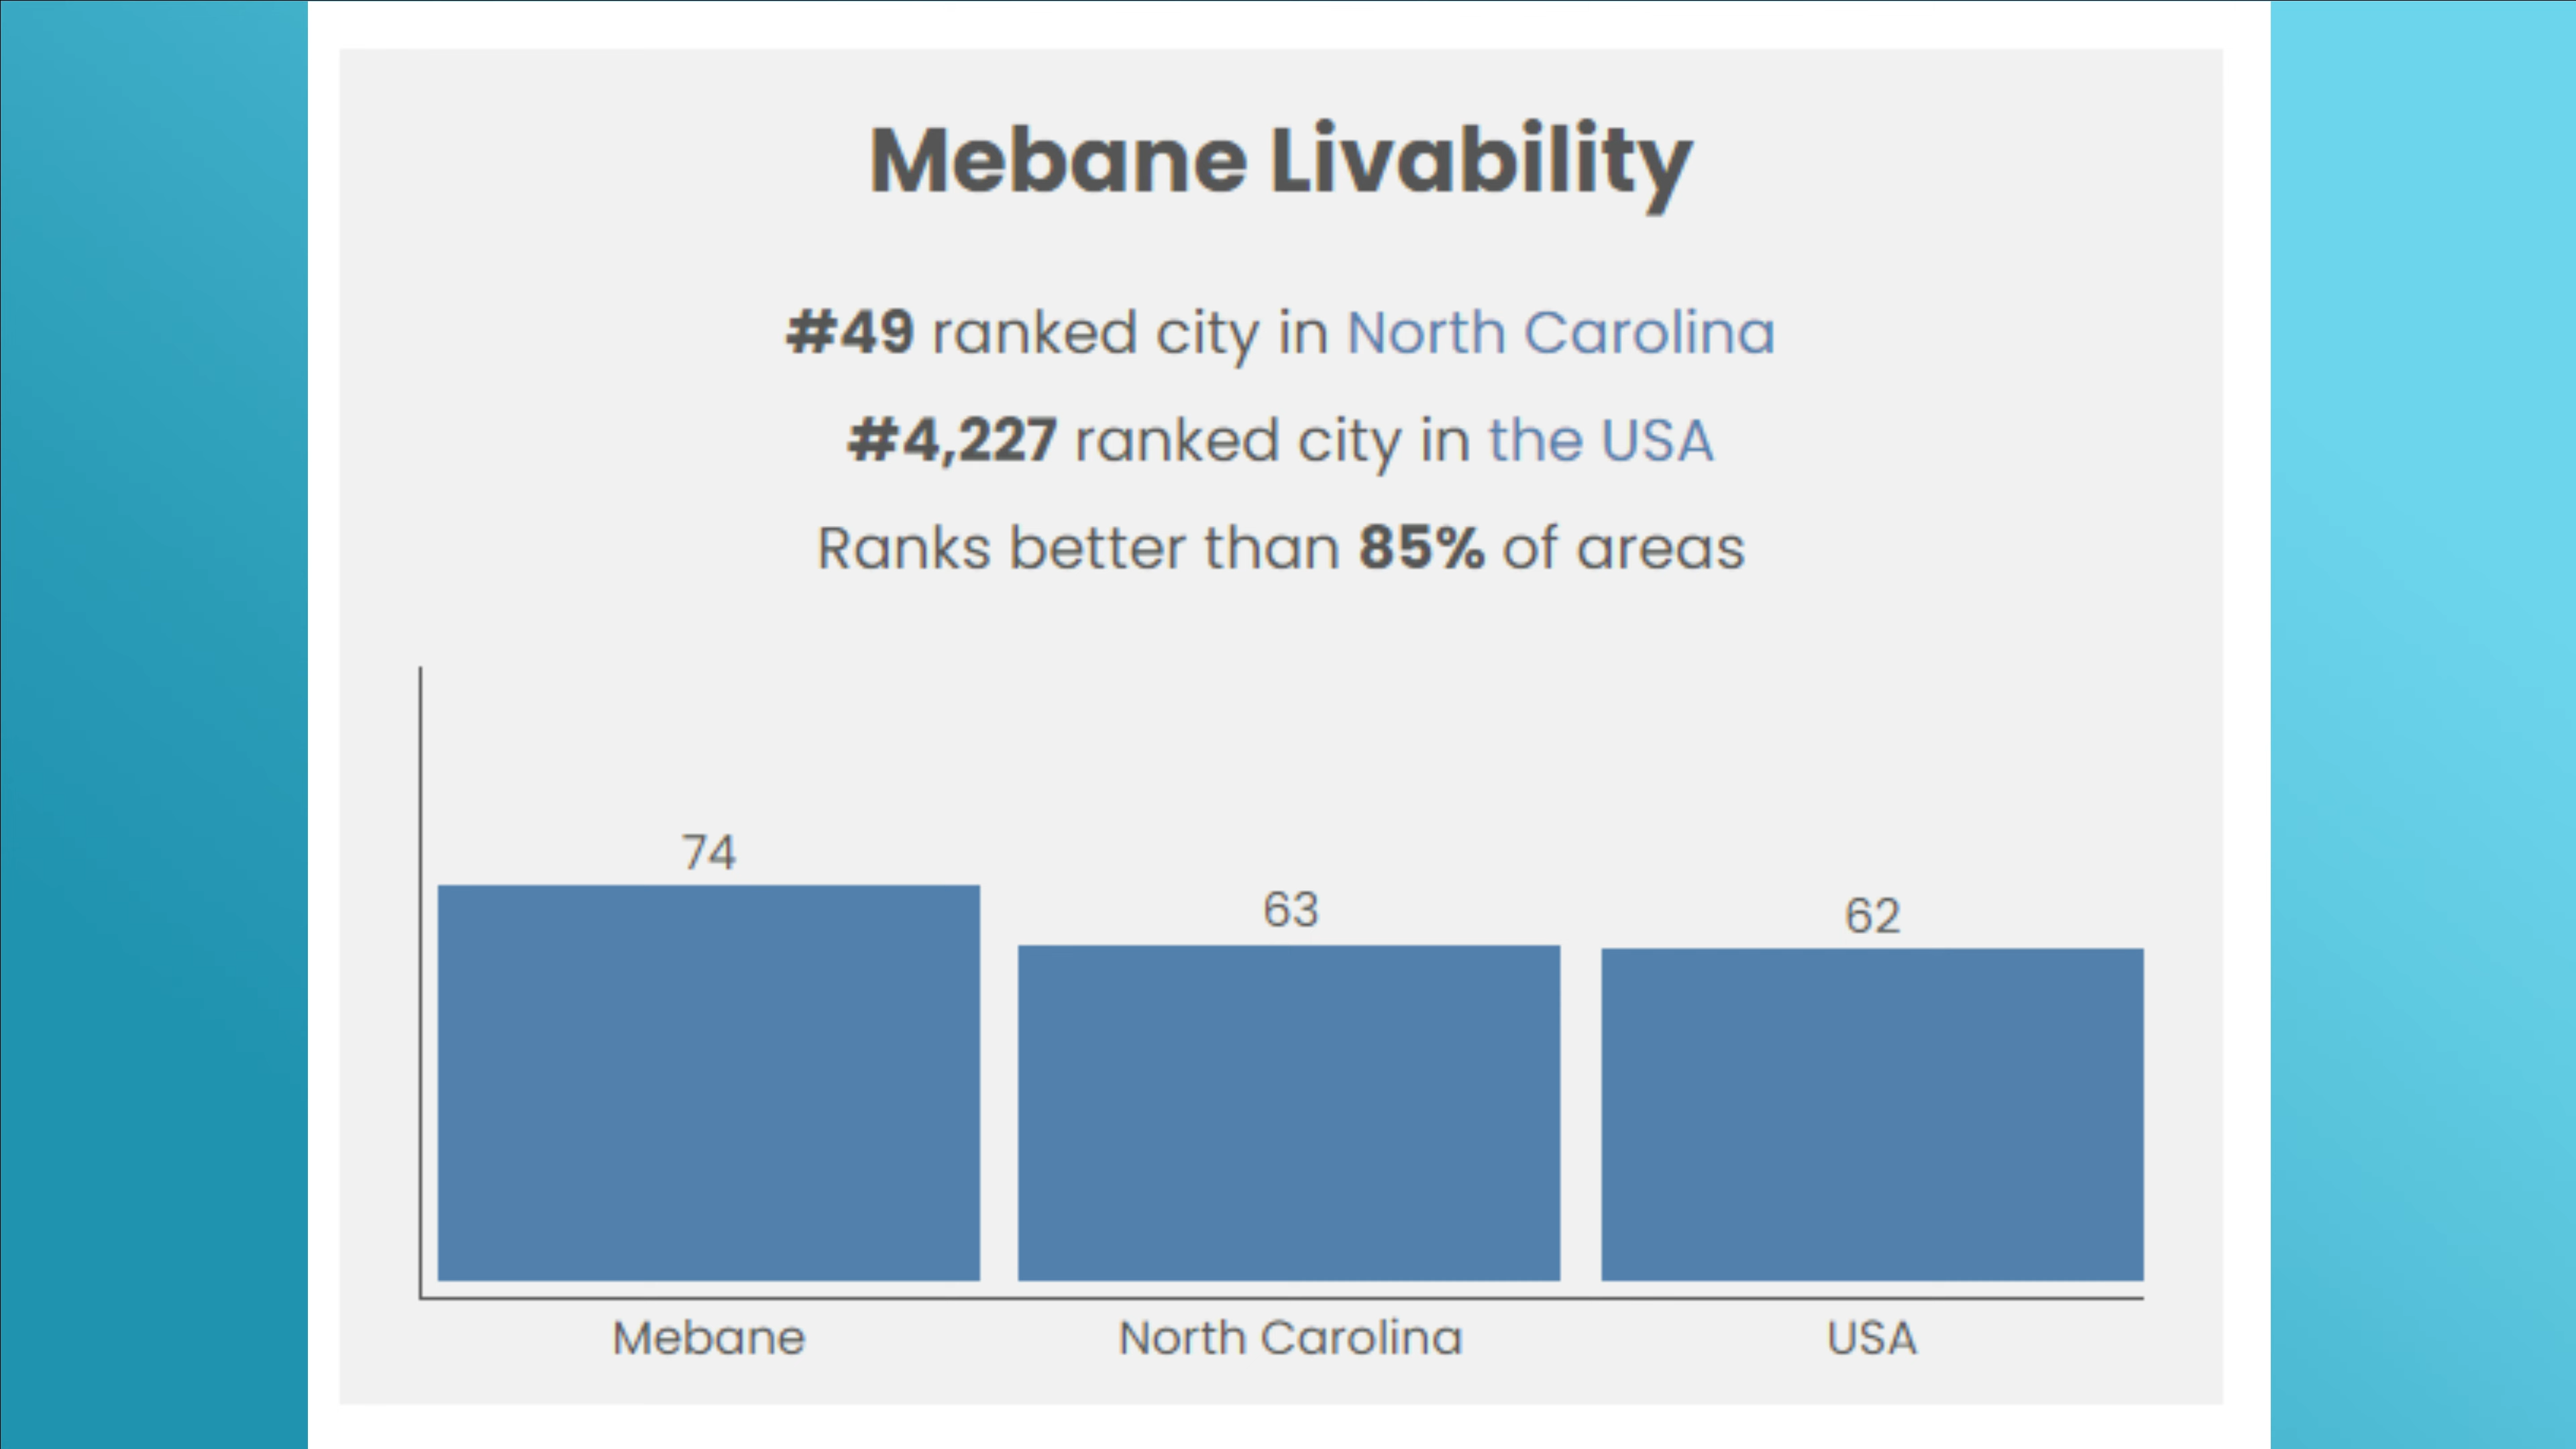 Mebane Livability
#49 ranked city in North Carolina
#4,227 ranked city in the USA
Ranks better than 85% of areas
74
63
62
Mebane
North Carolina
USA